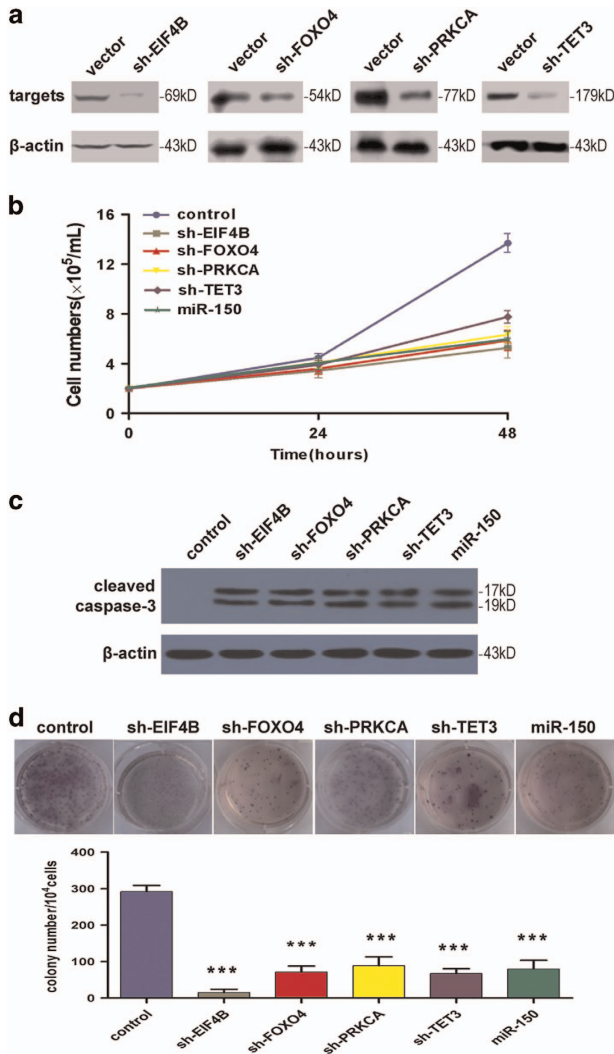 a
vector sh-EIF4B vector sh-FOXO4 vector sh-PRKCA vector sh-TET3
targets -69kD -54kD -77kD -179kD
β-actin -43kD -43kD -43kD -43kD
b
Cell numbers(×10⁵/mL)
16
12
8
4
0
control
sh-EIF4B
sh-FOXO4
sh-PRKCA
sh-TET3
miR-150
0 24 48
Time(hours)
c
control sh-EIF4B sh-FOXO4 sh-PRKCA sh-TET3 miR-150
cleaved -17kD
caspase-3 -19kD
β-actin -43kD
d
control sh-EIF4B sh-FOXO4 sh-PRKCA sh-TET3 miR-150
colony number/10⁴cells
400
300
200
100
0
*** *** *** *** ***
control sh-EIF4B sh-FOXO4 sh-PRKCA sh-TET3 miR-150